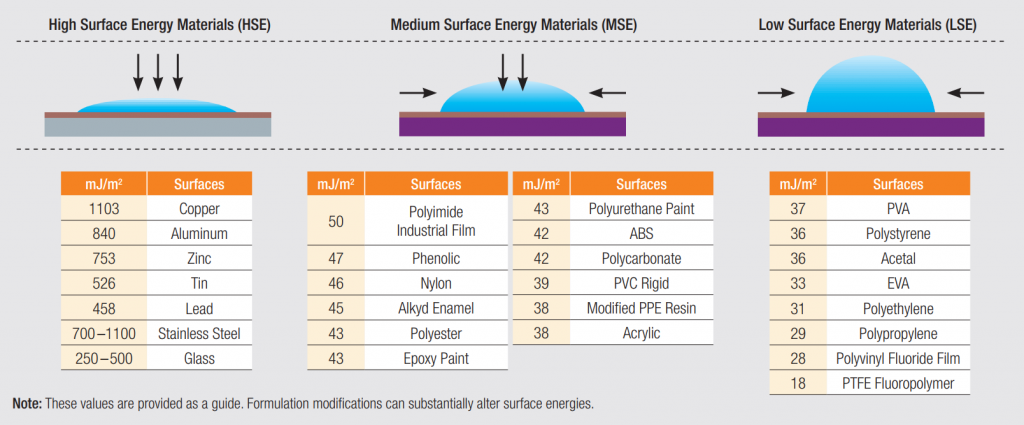 High Surface Energy Materials (HSE)
Medium Surface Energy Materials (MSE)
Low Surface Energy Materials (LSE)
mJ/m² Surfaces
1103 Copper
840 Aluminum
753 Zinc
526 Tin
458 Lead
700–1100 Stainless Steel
250–500 Glass
mJ/m² Surfaces
50 Polyimide
Industrial Film
47 Phenolic
46 Nylon
45 Alkyd Enamel
43 Polyester
43 Epoxy Paint
mJ/m² Surfaces
43 Polyurethane Paint
42 ABS
42 Polycarbonate
39 PVC Rigid
38 Modified PPE Resin
38 Acrylic
mJ/m² Surfaces
37 PVA
36 Polystyrene
36 Acetal
33 EVA
31 Polyethylene
29 Polypropylene
28 Polyvinyl Fluoride Film
18 PTFE Fluoropolymer
Note: These values are provided as a guide. Formulation modifications can substantially alter surface energies.